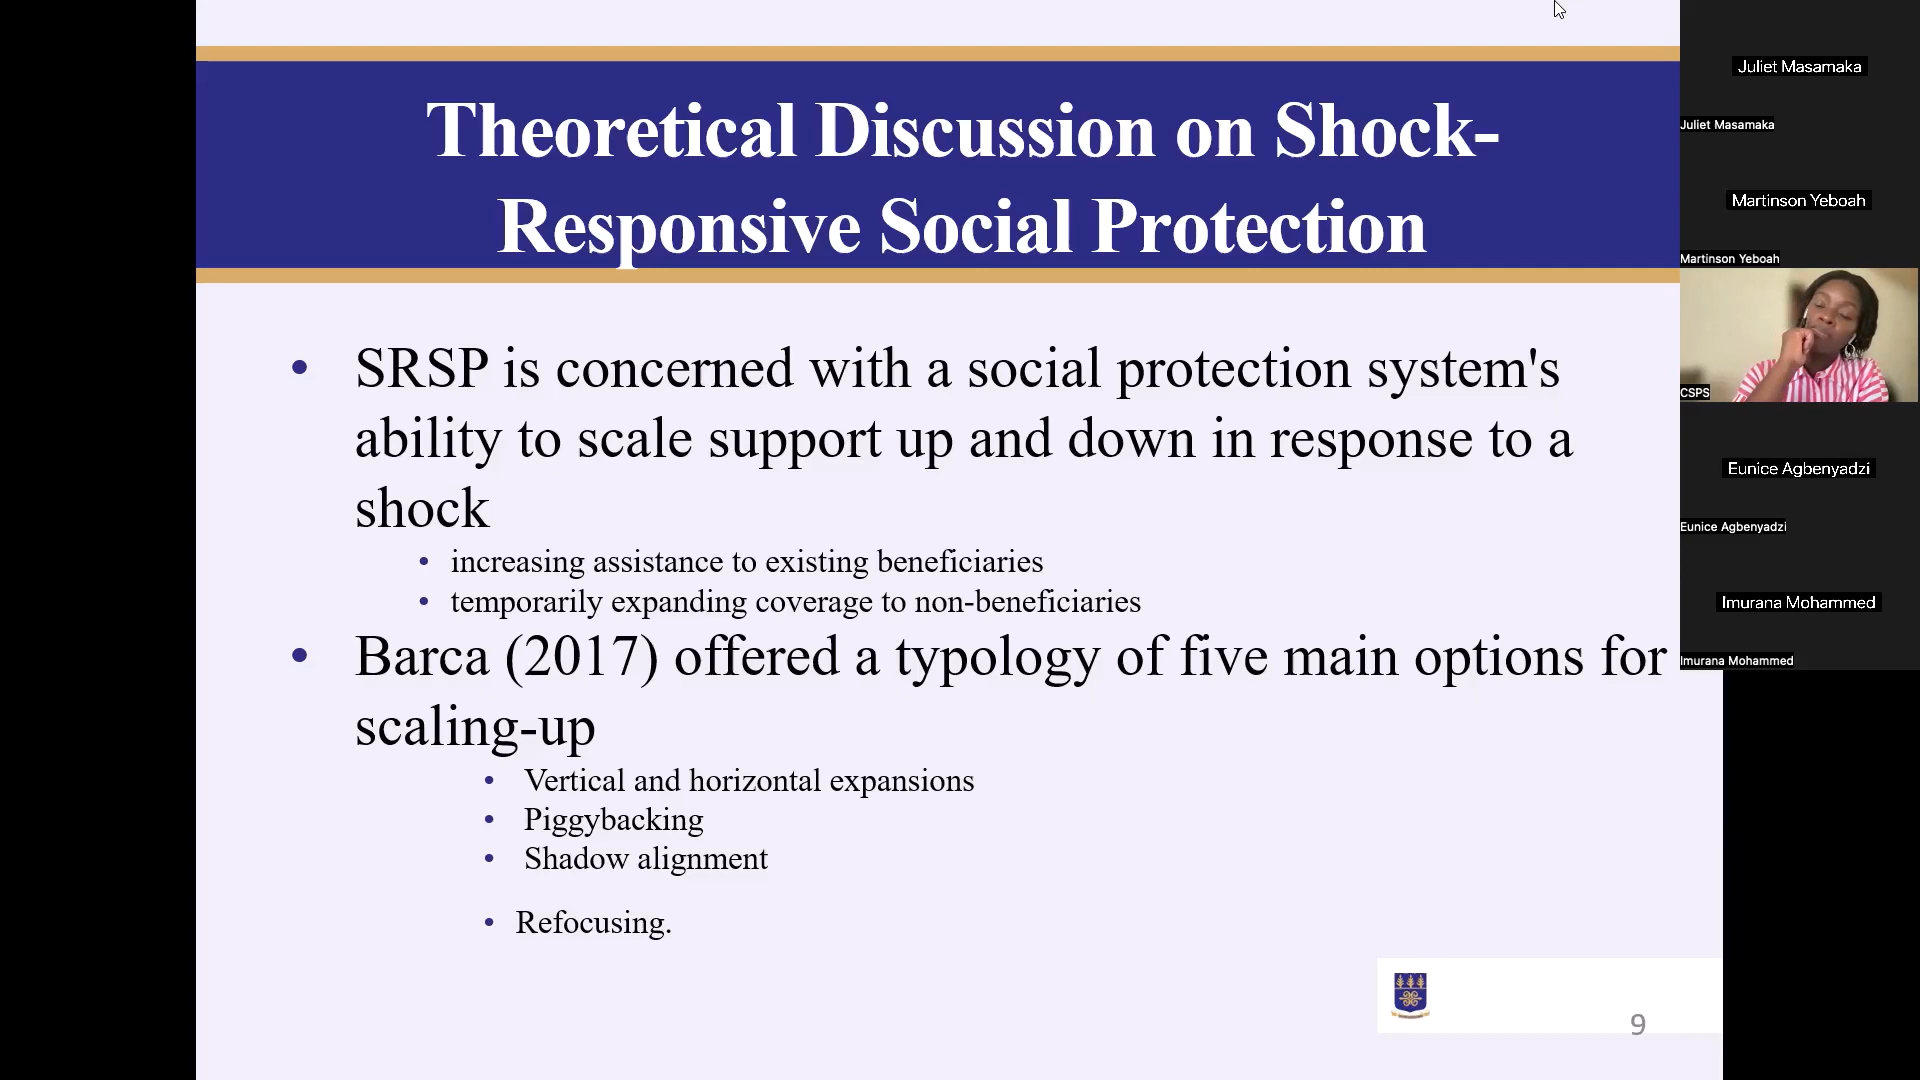 Theoretical Discussion on Shock-
Responsive Social Protection
• SRSP is concerned with a social protection system's
ability to scale support up and down in response to a
shock
• increasing assistance to existing beneficiaries
• temporarily expanding coverage to non-beneficiaries
• Barca (2017) offered a typology of five main options for
scaling-up
• Vertical and horizontal expansions
• Piggybacking
• Shadow alignment
• Refocusing.
9
Juliet Masamaka
Juliet Masamaka
Martinson Yeboah
Martinson Yeboah
CSPS
Eunice Agbenyadzi
Eunice Agbenyadzi
Imurana Mohammed
Imurana Mohammed